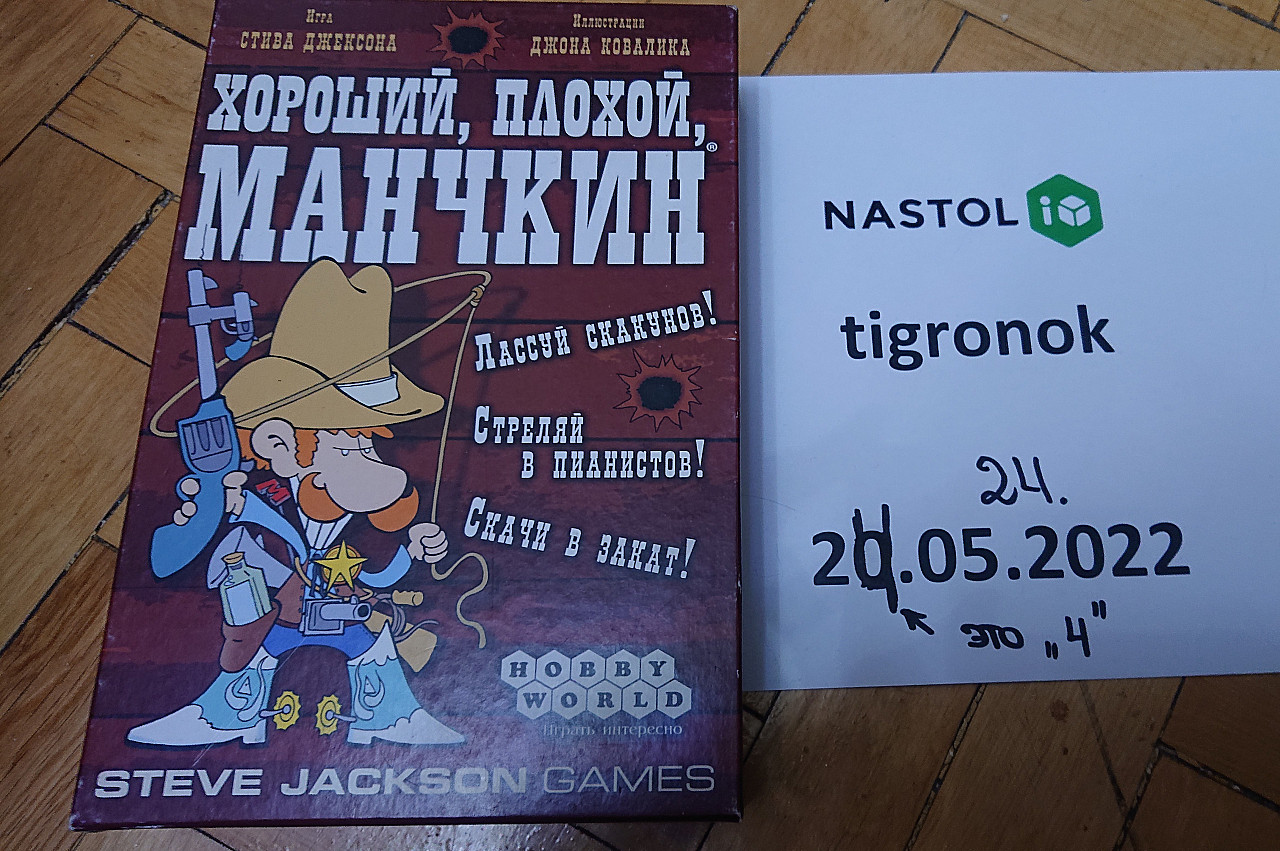 Игра
СТИВА ДЖЕКСОНА
Иллюстрации
ДЖОНА КОВАЛИКА
ХОРОШИЙ, ПЛОХОЙ,
МАНЧКИН®
Лассуй скакунов!
Стреляй
в пианистов!
Скачи в закат!
M
HOBBY
WORLD
Играть интересно
STEVE JACKSON GAMES
NASTOL i
tigronok
24.
24.05.2022
это „4"